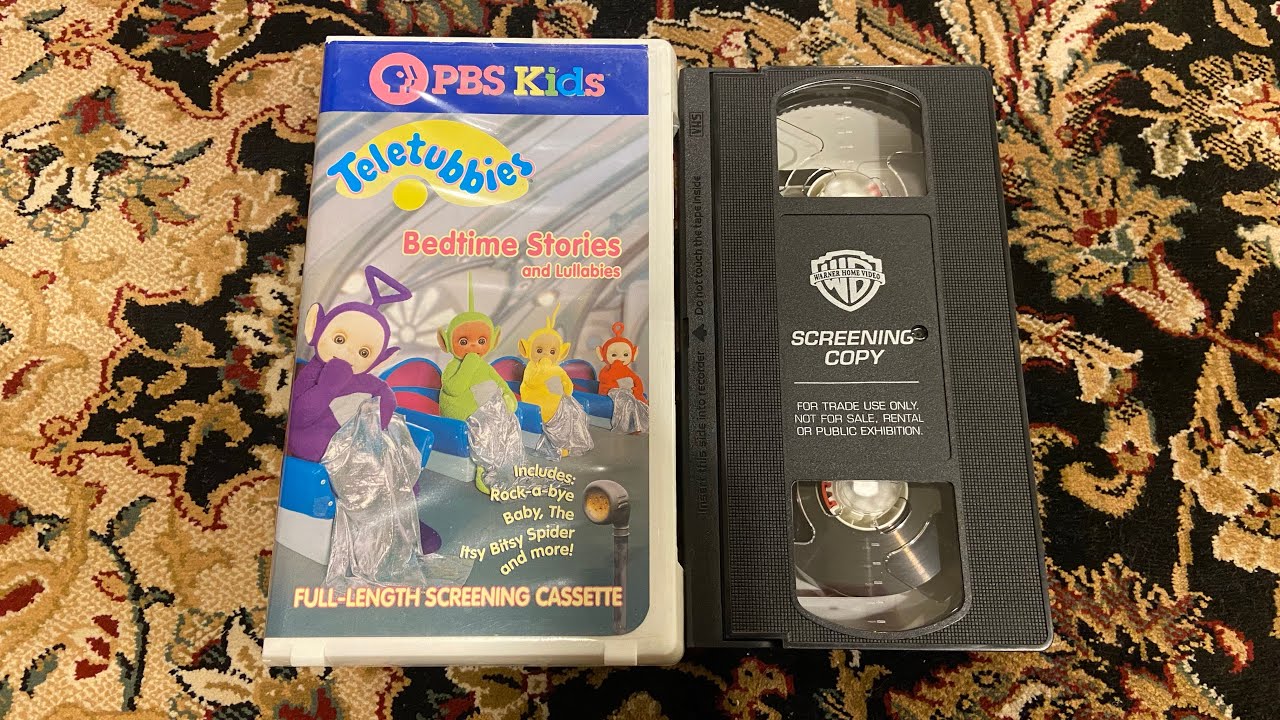 PBS Kids
Teletubbies
Bedtime Stories
and Lullabies
Includes:
Rock-a-bye
Baby, The
Itsy Bitsy Spider
and more!
FULL-LENGTH SCREENING CASSETTE
VHS
Insert this side into recorder
Do not touch the tape inside
WARNER HOME VIDEO
SCREENING
COPY
FOR TRADE USE ONLY.
NOT FOR SALE, RENTAL
OR PUBLIC EXHIBITION.